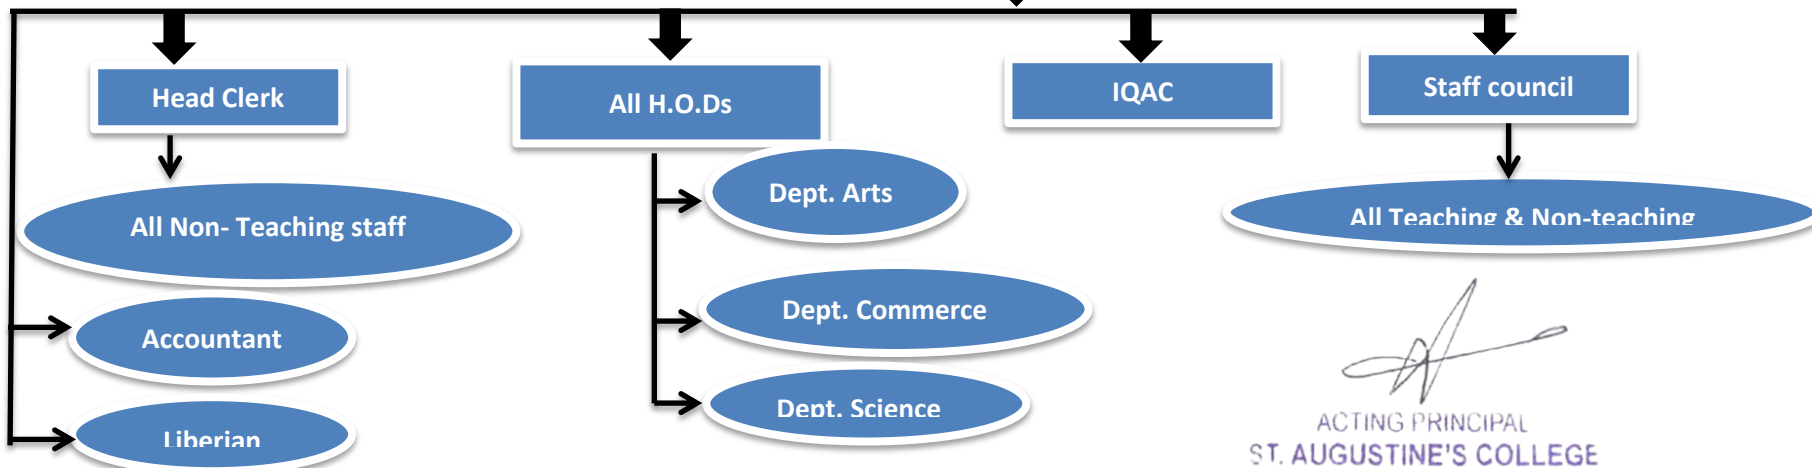 Head Clerk
All H.O.Ds
IQAC
Staff council
All Non- Teaching staff
Dept. Arts
All Teaching & Non-teaching
Accountant
Dept. Commerce
Liberian
Dept. Science
ACTING PRINCIPAL
ST. AUGUSTINE'S COLLEGE